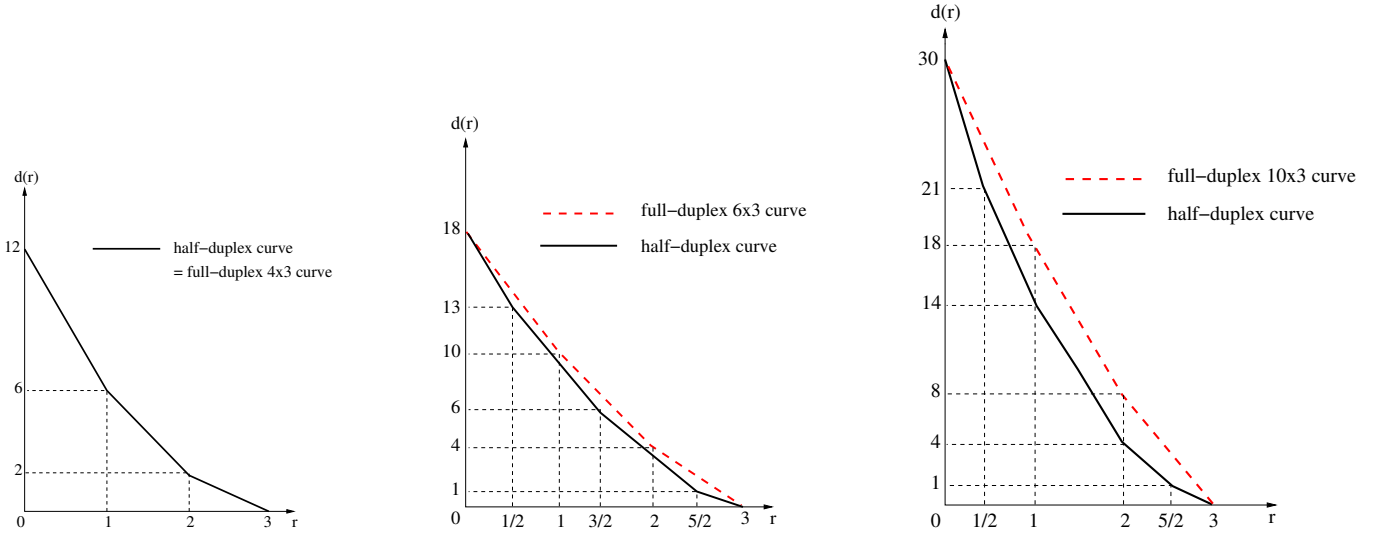 d(r)
12
half−duplex curve
= full−duplex 4x3 curve
6
2
0
1
2
3
r
d(r)
18
full−duplex 6x3 curve
half−duplex curve
13
10
6
4
1
0
1/2
1
3/2
2
5/2
3
r
d(r)
30
full−duplex 10x3 curve
21
half−duplex curve
18
14
8
4
1
0
1/2
1
2
5/2
3
r